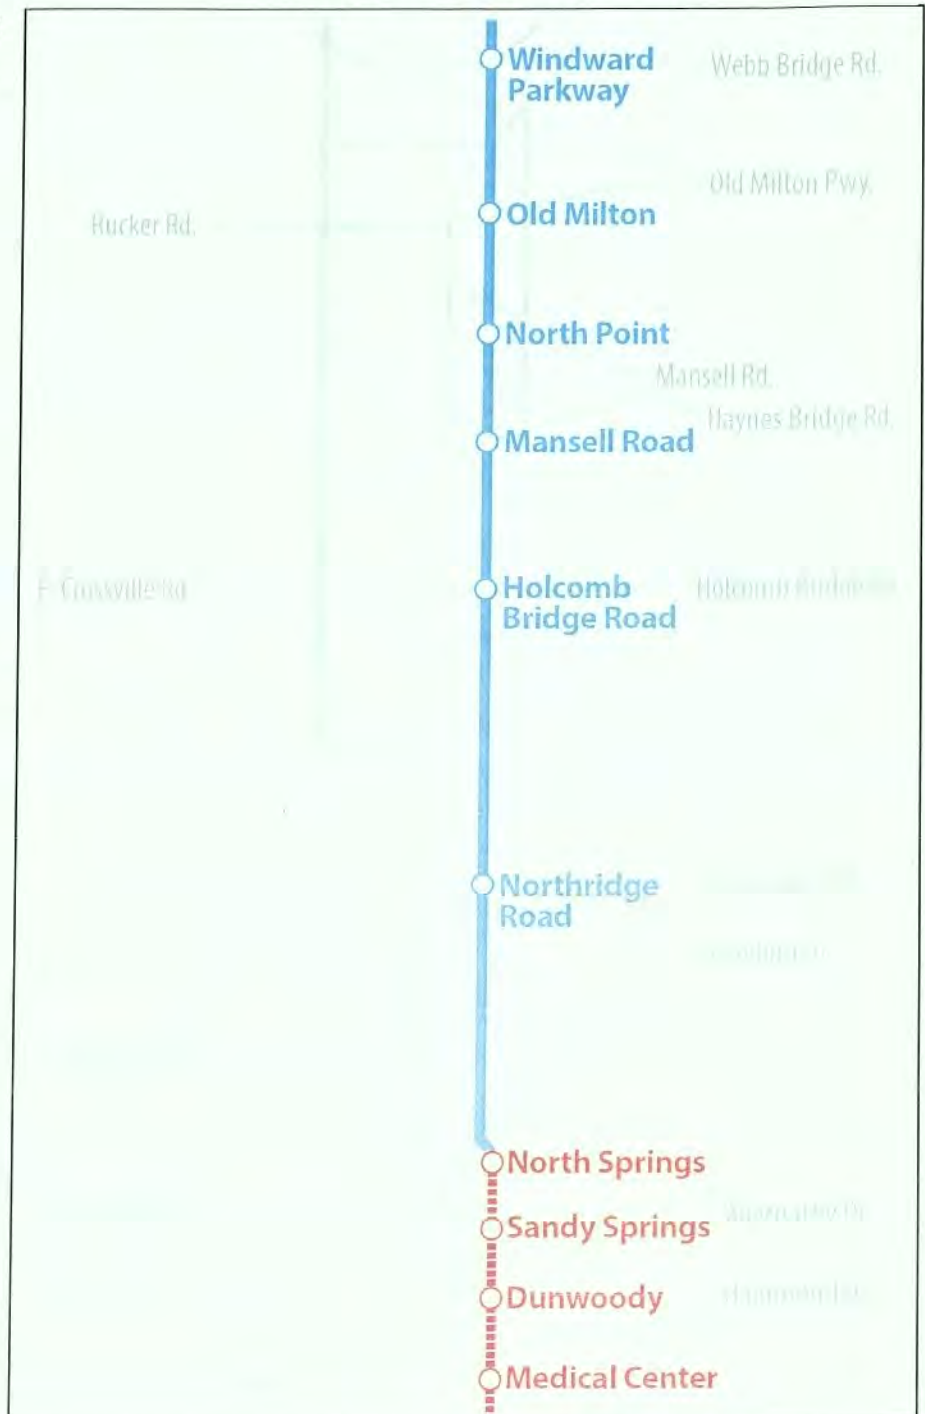 Windward
Parkway
Webb Bridge Rd.
Old Milton Pwy.
Old Milton
Rucker Rd.
North Point
Mansell Rd.
Haynes Bridge Rd.
Mansell Road
Holcomb
Bridge Road
Holcomb
Northridge
Road
North Springs
Sandy Springs
Dunwoody
Medical Center